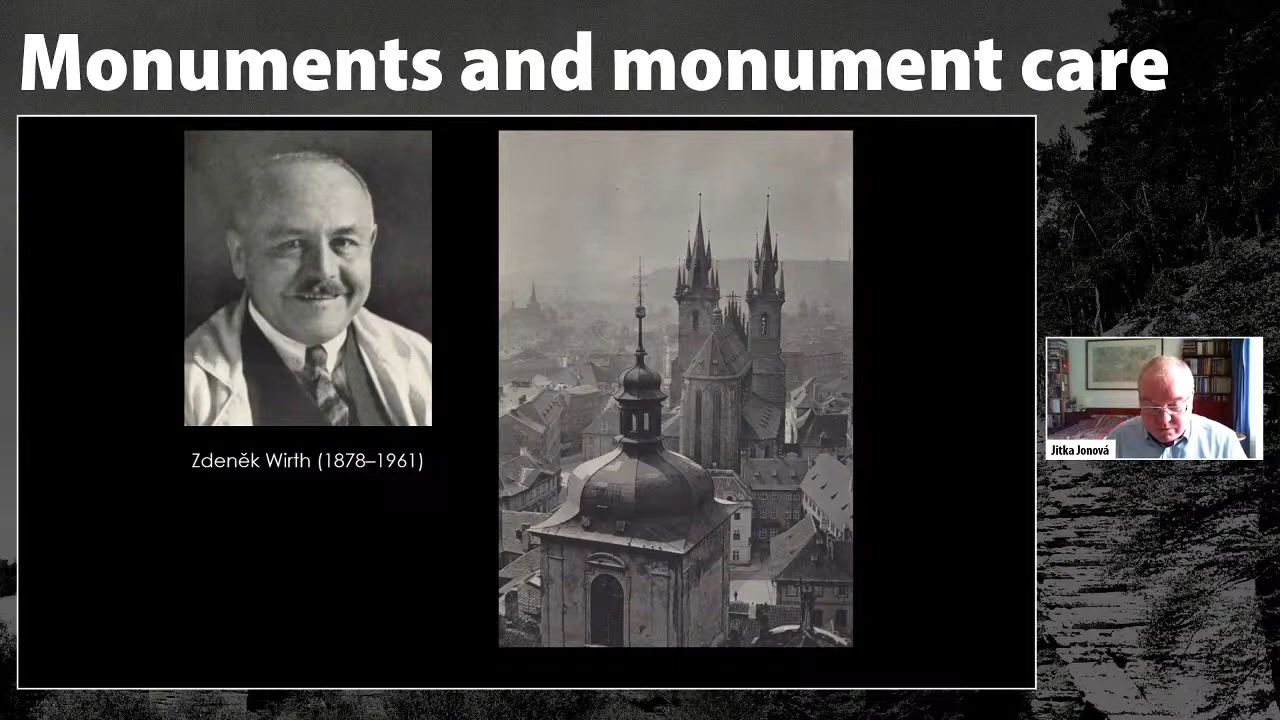 Monuments and monument care
Zdeněk Wirth (1878–1961)
Jitka Jonová